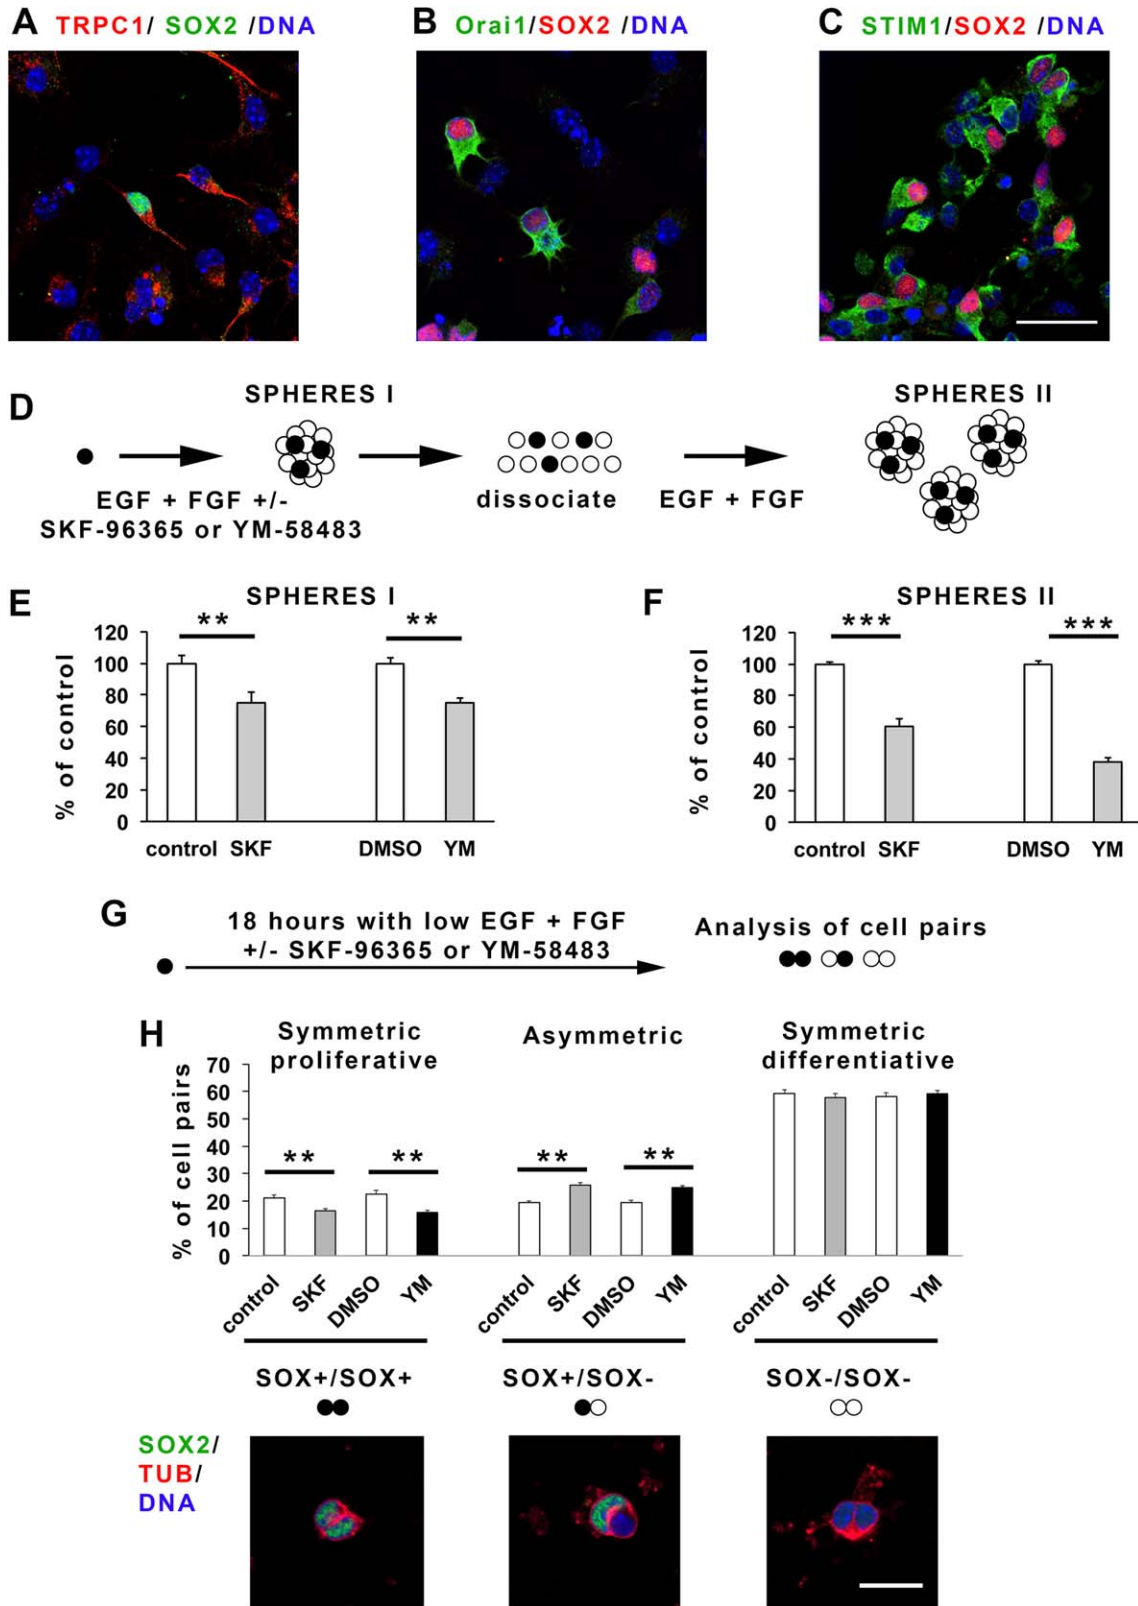 A TRPC1/ SOX2 /DNA
B Orai1/SOX2 /DNA
C STIM1/SOX2 /DNA
D
SPHERES I
SPHERES II
EGF + FGF +/-
SKF-96365 or YM-58483
dissociate
EGF + FGF
E SPHERES I
** **
% of control
120
100
80
60
40
20
0
control SKF DMSO YM
F SPHERES II
*** ***
% of control
120
100
80
60
40
20
0
control SKF DMSO YM
G
18 hours with low EGF + FGF
+/- SKF-96365 or YM-58483
Analysis of cell pairs
H
Symmetric
proliferative
Asymmetric
Symmetric
differentiative
% of cell pairs
70
60
50
40
30
20
10
0
** ** ** **
control SKF DMSO YM control SKF DMSO YM control SKF DMSO YM
SOX+/SOX+ SOX+/SOX- SOX-/SOX-
SOX2/
TUB/
DNA